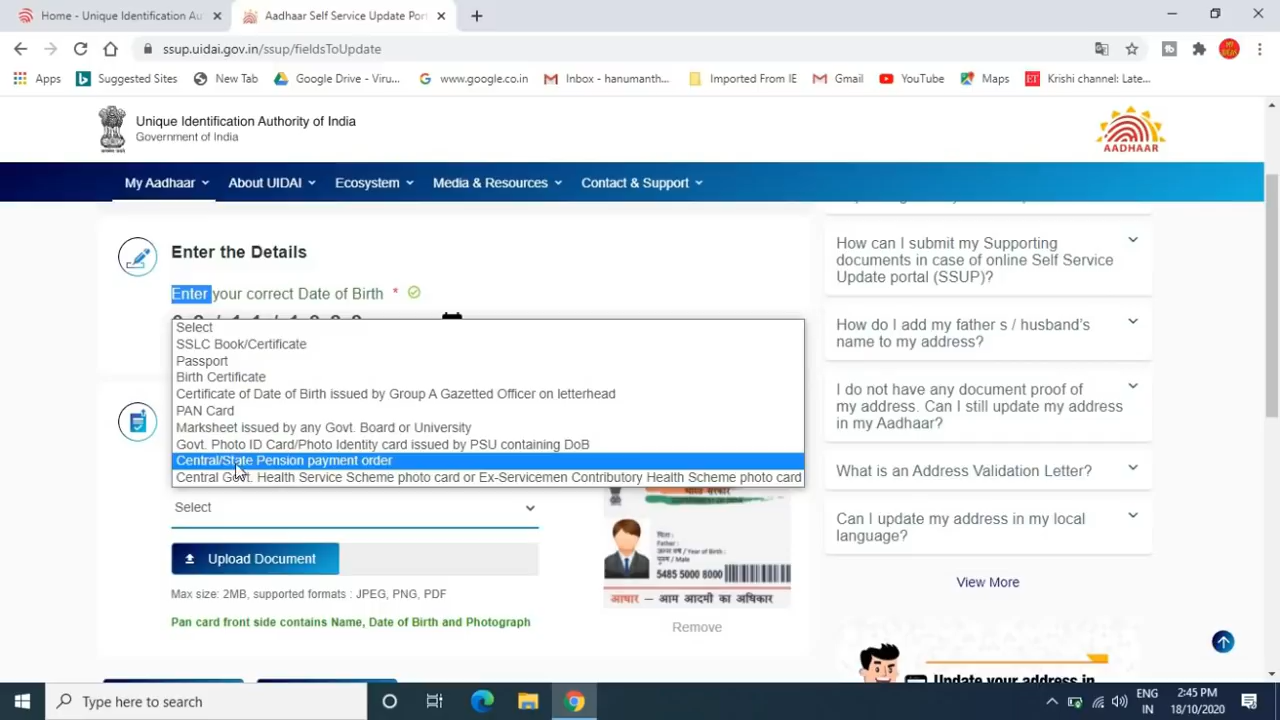 Home - Unique Identification Au
Aadhaar Self Service Update Por
ssup.uidai.gov.in/ssup/fieldsToUpdate
Apps
Suggested Sites
New Tab
Google Drive - Viru...
www.google.co.in
Inbox - hanumanth...
Imported From IE
Gmail
YouTube
Maps
Krishi channel: Late...
Unique Identification Authority of India
Government of India
AADHAAR
My Aadhaar
About UIDAI
Ecosystem
Media & Resources
Contact & Support
Enter the Details
Enter your correct Date of Birth *
Select
SSLC Book/Certificate
Passport
Birth Certificate
Certificate of Date of Birth issued by Group A Gazetted Officer on letterhead
PAN Card
Marksheet issued by any Govt. Board or University
Govt. Photo ID Card/Photo Identity card issued by PSU containing DoB
Central/State Pension payment order
Central Govt. Health Service Scheme photo card or Ex-Servicemen Contributory Health Scheme photo card
Select
Upload Document
Max size: 2MB, supported formats : JPEG, PNG, PDF
Pan card front side contains Name, Date of Birth and Photograph
पिता:
Father:
जन्म वर्ष / Year of Birth:
पुरुष / Male
5485 5000 8000
आधार — आम आदमी का अधिकार
Remove
How can I submit my Supporting
documents in case of online Self Service
Update portal (SSUP)?
How do I add my father s / husband's
name to my address?
I do not have any document proof of
my address. Can I still update my address
in my Aadhaar?
What is an Address Validation Letter?
Can I update my address in my local
language?
View More
Update your address in
Type here to search
ENG
IN
2:45 PM
18/10/2020